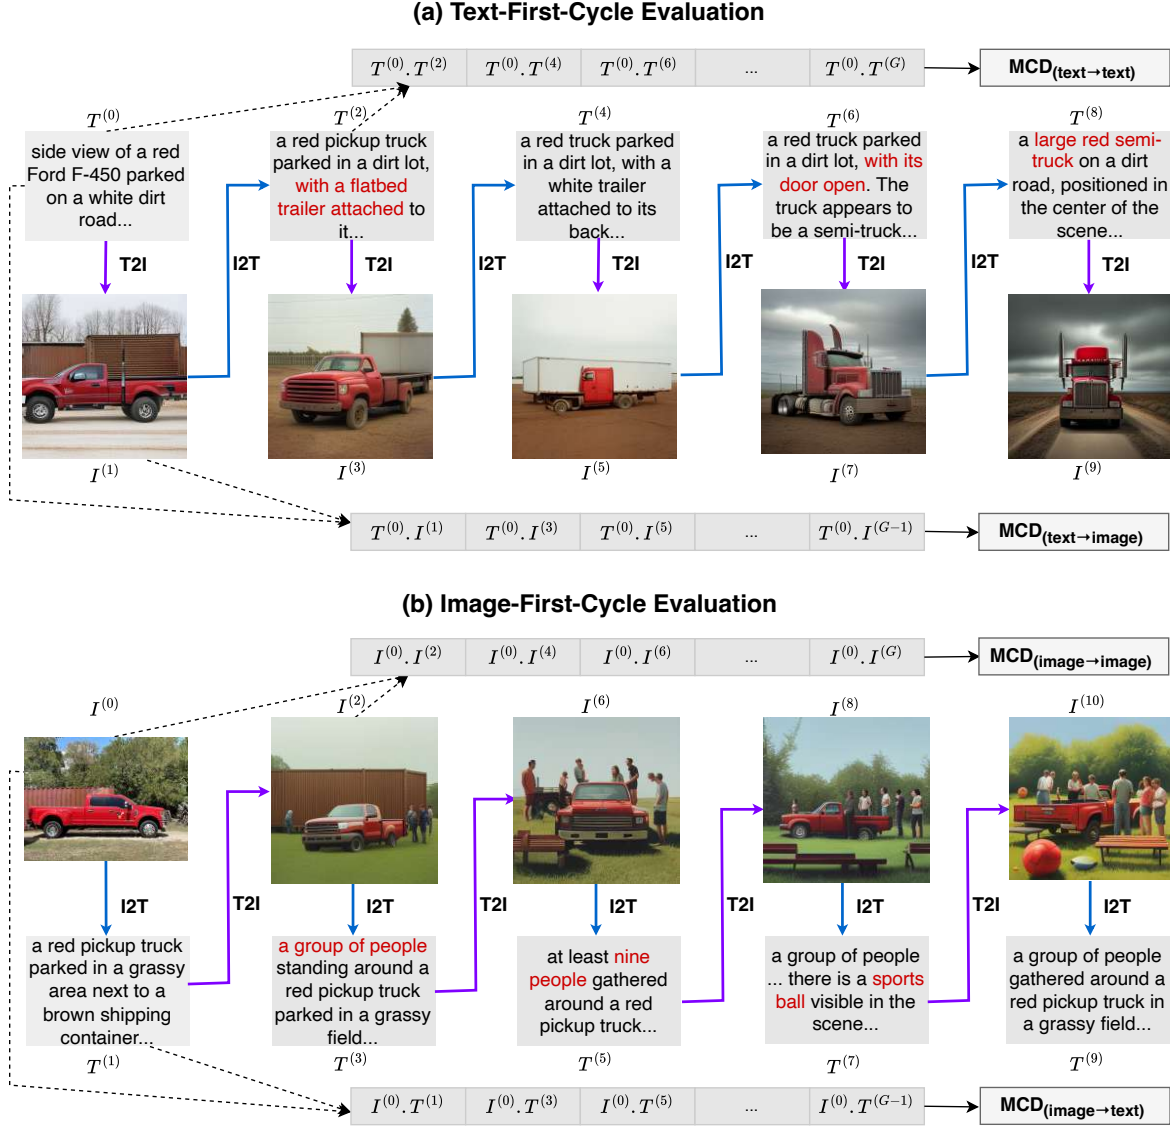 (a) Text-First-Cycle Evaluation
T^{(0)}. T^{(2)} T^{(0)}. T^{(4)} T^{(0)}. T^{(6)} ... T^{(0)}. T^{(G)} MCD_{(text→text)}
T^{(0)} T^{(2)} T^{(4)} T^{(6)} T^{(8)}
side view of a red
Ford F-450 parked
on a white dirt
road...
a red pickup truck
parked in a dirt lot,
with a flatbed
trailer attached to
it...
a red truck parked
in a dirt lot, with a
white trailer
attached to its
back...
a red truck parked
in a dirt lot, with its
door open. The
truck appears to
be a semi-truck...
a large red semi-
truck on a dirt
road, positioned in
the center of the
scene...
T2I I2T T2I I2T T2I I2T T2I I2T T2I
I^{(1)} I^{(3)} I^{(5)} I^{(7)} I^{(9)}
T^{(0)}. I^{(1)} T^{(0)}. I^{(3)} T^{(0)}. I^{(5)} ... T^{(0)}. I^{(G-1)} MCD_{(text→image)}
(b) Image-First-Cycle Evaluation
I^{(0)}. I^{(2)} I^{(0)}. I^{(4)} I^{(0)}. I^{(6)} ... I^{(0)}. I^{(G)} MCD_{(image→image)}
I^{(0)} I^{(2)} I^{(6)} I^{(8)} I^{(10)}
I2T T2I I2T T2I I2T T2I I2T T2I I2T
a red pickup truck
parked in a grassy
area next to a
brown shipping
container...
a group of people
standing around a
red pickup truck
parked in a grassy
field...
at least nine
people gathered
around a red
pickup truck...
a group of people
... there is a sports
ball visible in the
scene...
a group of people
gathered around a
red pickup truck in
a grassy field...
T^{(1)} T^{(3)} T^{(5)} T^{(7)} T^{(9)}
I^{(0)}. T^{(1)} I^{(0)}. T^{(3)} I^{(0)}. T^{(5)} ... I^{(0)}. T^{(G-1)} MCD_{(image→text)}